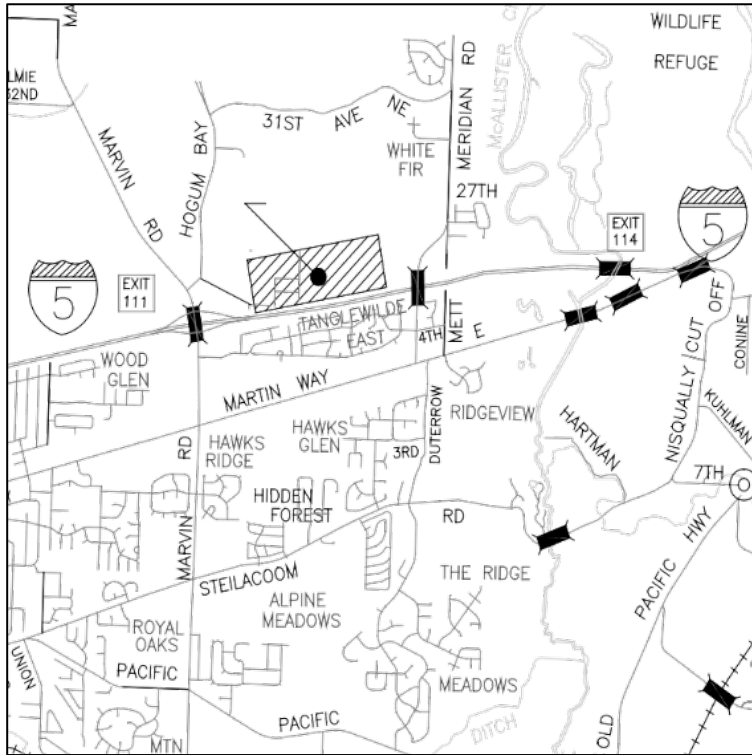 MA
WILDLIFE
REFUGE
LMIE
32ND
MARVIN
RD
HOGUM BAY
31ST AVE NE
WHITE
FIR
MERIDIAN RD
McALLISTER
27TH
EXIT
114
5
EXIT
111
5
TANGLEWILDE
EAST
4TH
METT
E
WOOD
GLEN
MARTIN WAY
RIDGEVIEW
DUTERROW
NISQUALLY CUT OFF
CONINE
KUHLMAN
HARTMAN
7TH
RD
HAWKS
RIDGE
HAWKS
GLEN
3RD
HIDDEN
FOREST
RD
MARVIN
STEILACOOM
THE RIDGE
ALPINE
MEADOWS
OLD PACIFIC HWY
ROYAL
OAKS
UNION
PACIFIC
MEADOWS
PACIFIC
DITCH
MTN